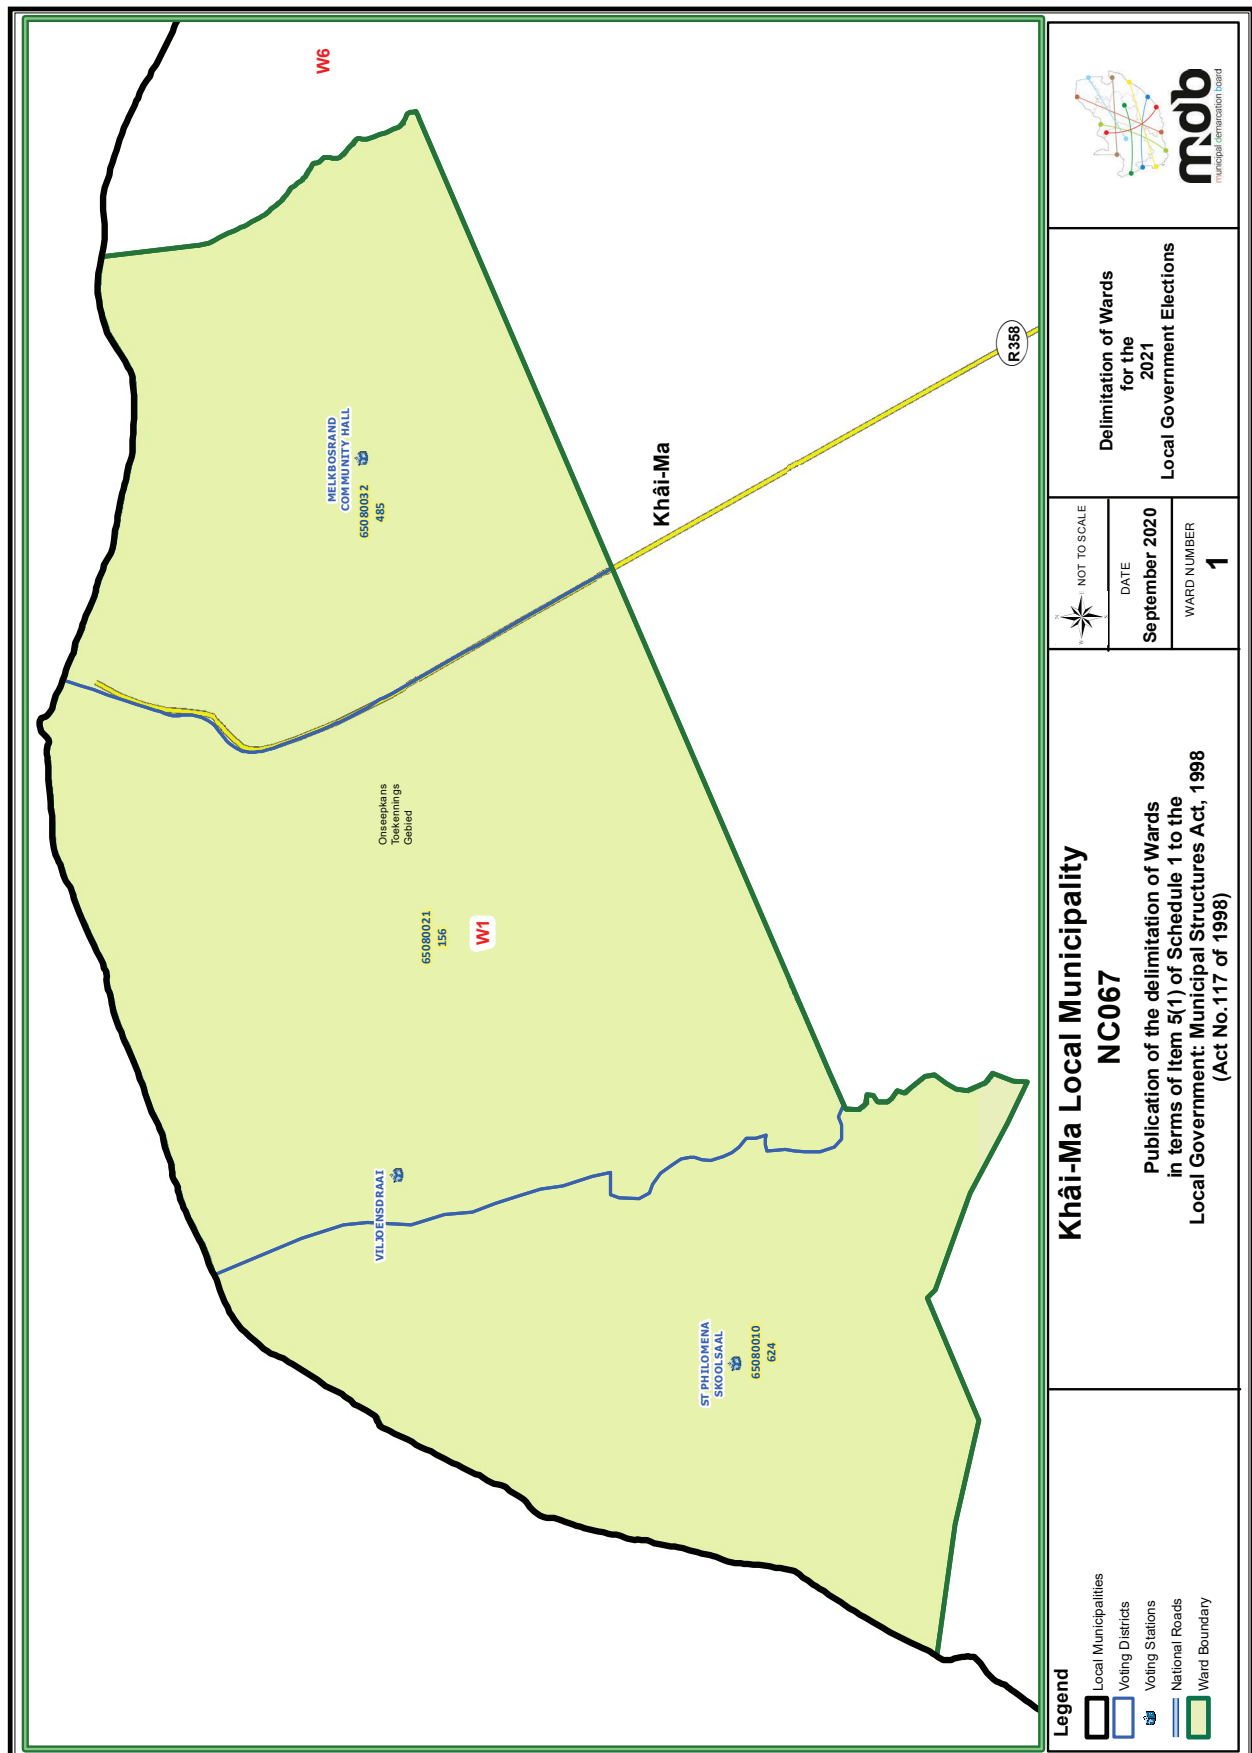 W6
MELKBOSRAND
COMMUNITY HALL
65080032
485
Khâi-Ma
R358
Onseepkans
Toekennings
Gebied
65080021
156
W1
VILJOENSDRAAI
ST PHILOMENA
SKOOLSAAL
65080010
624
Legend
Local Municipalities
Voting Districts
Voting Stations
National Roads
Ward Boundary
Khâi-Ma Local Municipality
NC067
Publication of the delimitation of Wards
in terms of Item 5(1) of Schedule 1 to the
Local Government: Municipal Structures Act, 1998
(Act No.117 of 1998)
N
W
E
S
NOT TO SCALE
DATE
September 2020
WARD NUMBER
1
Delimitation of Wards
for the
2021
Local Government Elections
mdb
municipal demarcation board